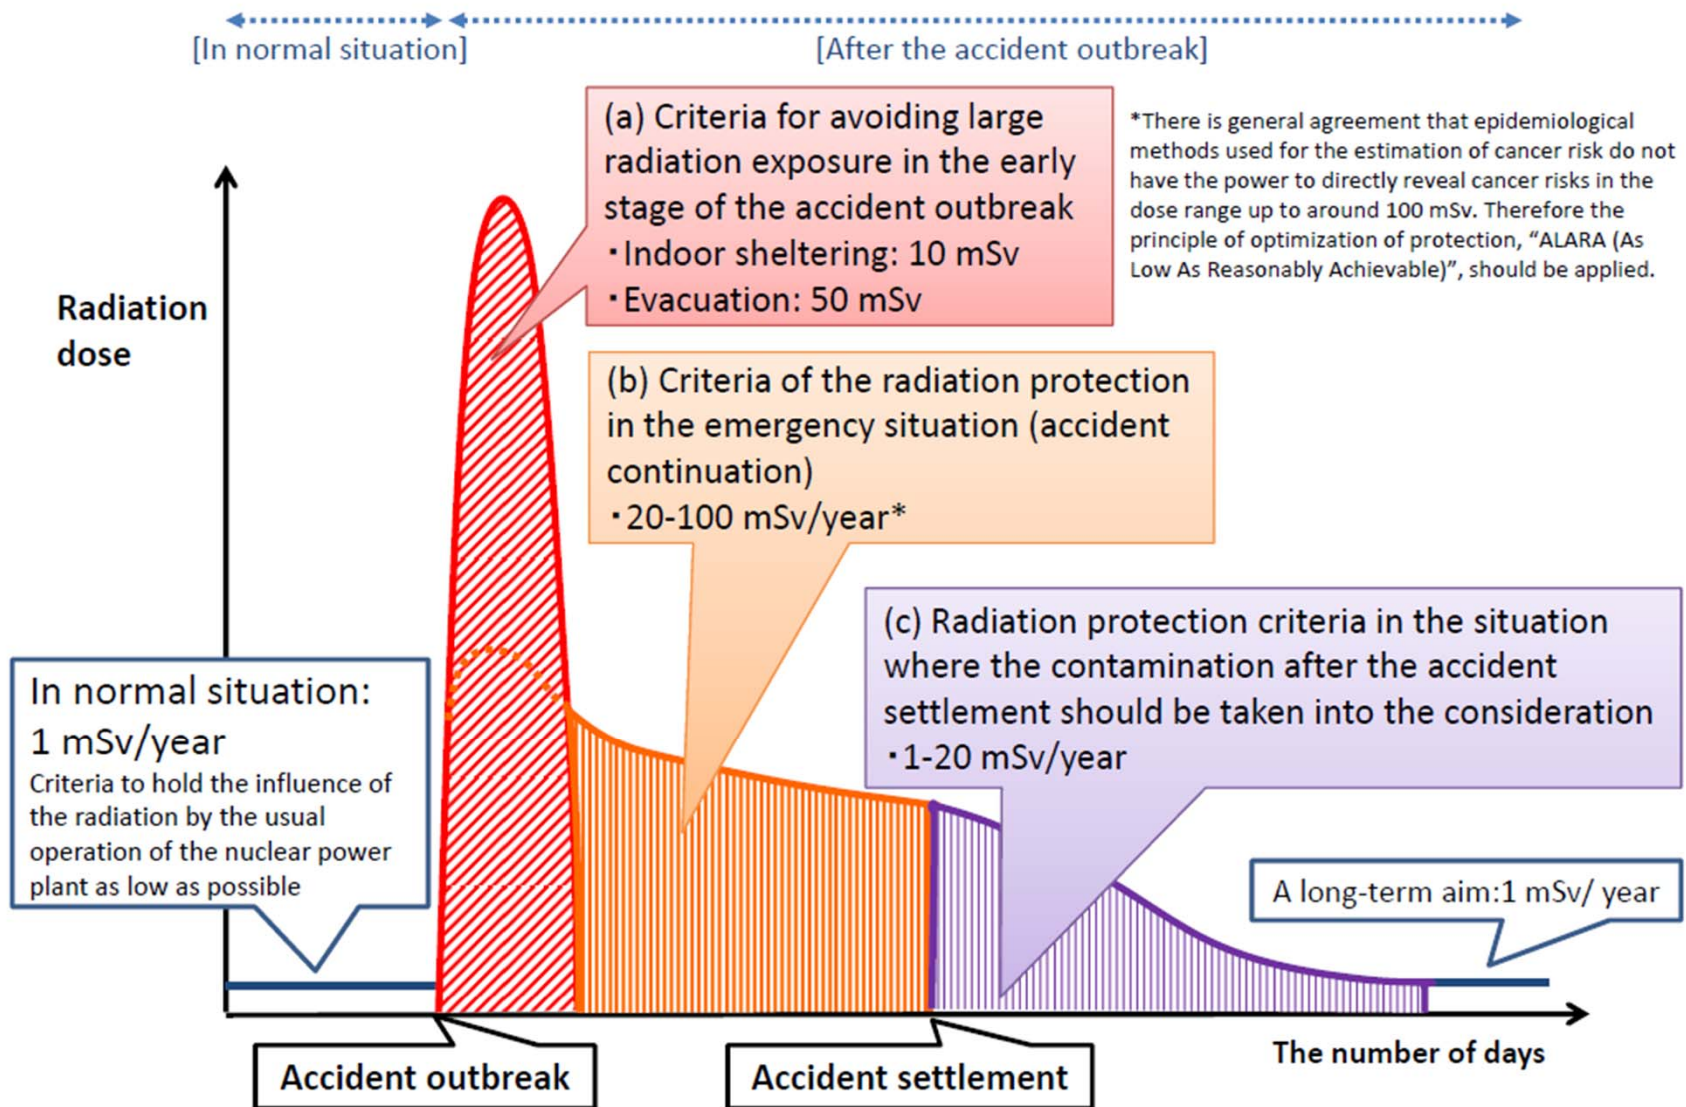 [In normal situation]
[After the accident outbreak]
(a) Criteria for avoiding large
radiation exposure in the early
stage of the accident outbreak
・Indoor sheltering: 10 mSv
・Evacuation: 50 mSv
*There is general agreement that epidemiological
methods used for the estimation of cancer risk do not
have the power to directly reveal cancer risks in the
dose range up to around 100 mSv. Therefore the
principle of optimization of protection, “ALARA (As
Low As Reasonably Achievable)”, should be applied.
Radiation
dose
(b) Criteria of the radiation protection
in the emergency situation (accident
continuation)
・20-100 mSv/year*
(c) Radiation protection criteria in the situation
where the contamination after the accident
settlement should be taken into the consideration
・1-20 mSv/year
In normal situation:
1 mSv/year
Criteria to hold the influence of
the radiation by the usual
operation of the nuclear power
plant as low as possible
A long-term aim:1 mSv/ year
The number of days
Accident outbreak
Accident settlement